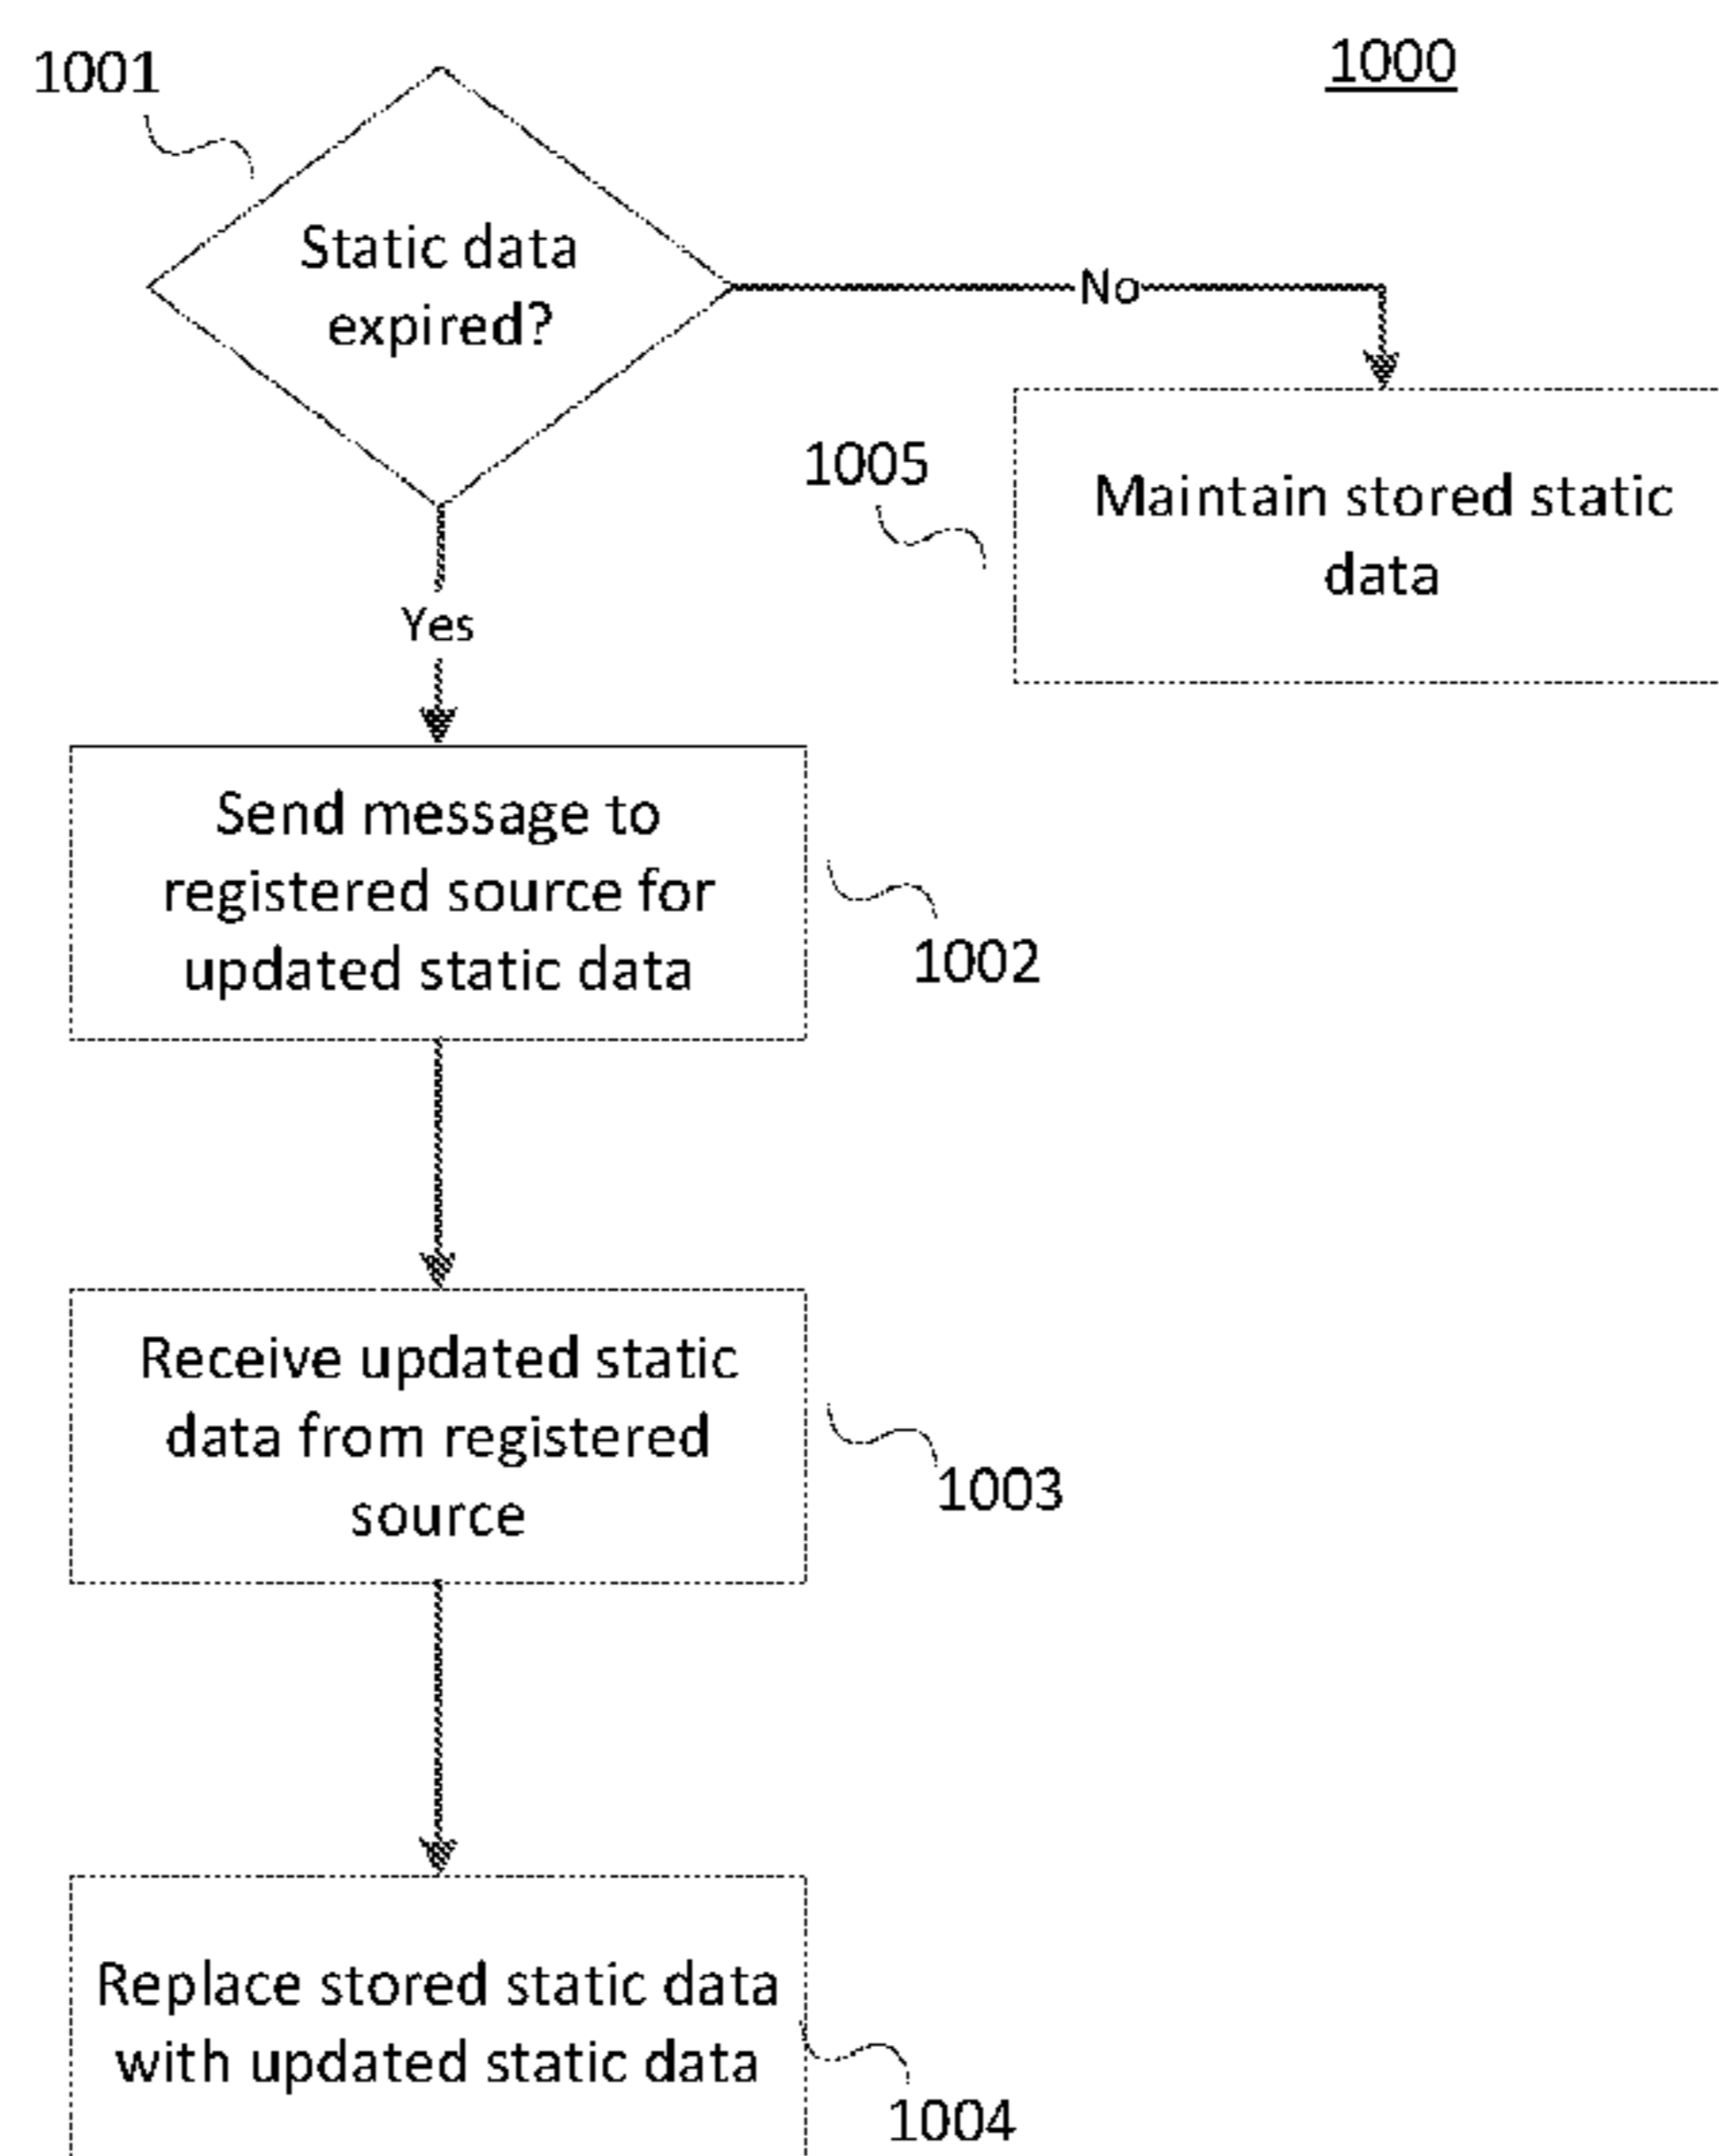 1001
1000
Static data
expired?
No
1005
Maintain stored static
data
Yes
Send message to
registered source for
updated static data
1002
Receive updated static
data from registered
source
1003
Replace stored static data
with updated static data
1004